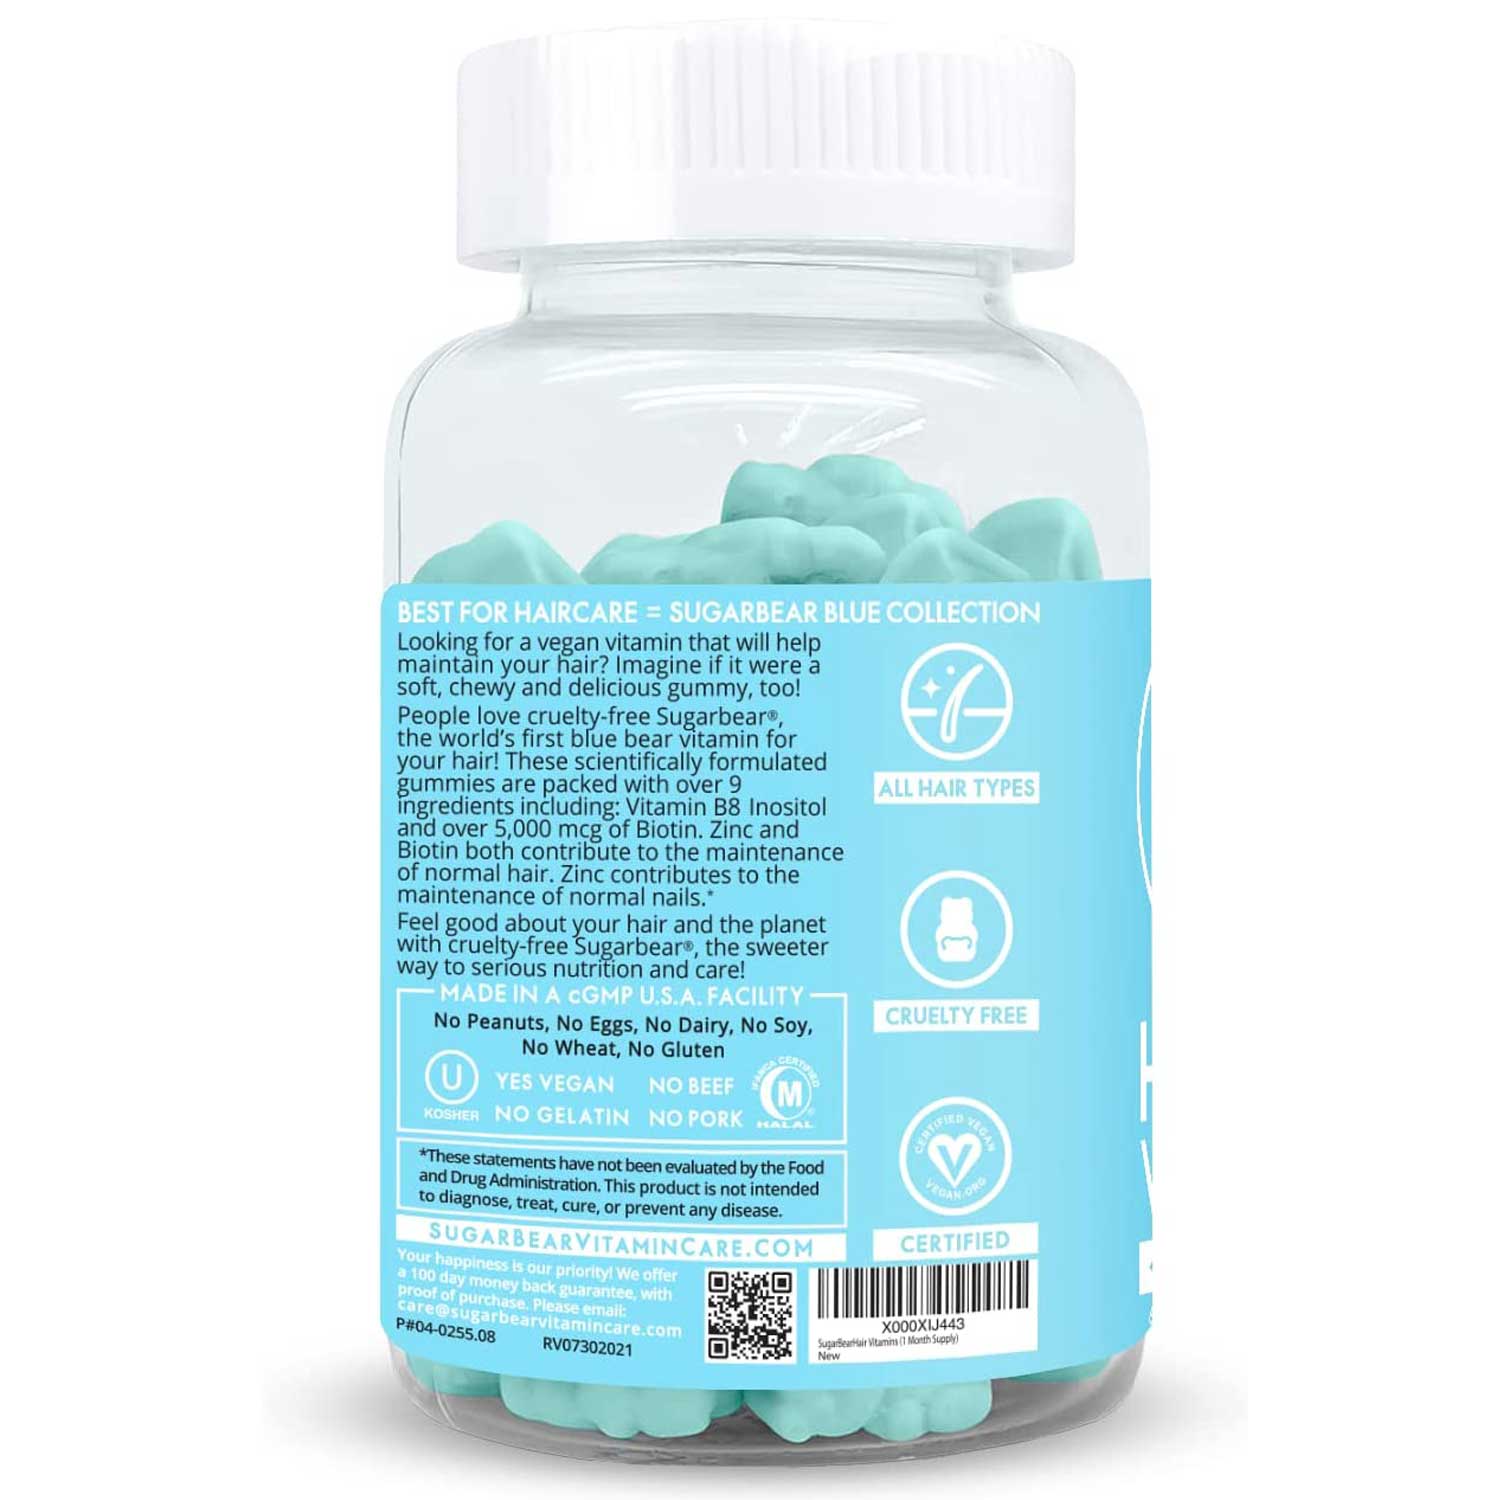 BEST FOR HAIRCARE = SUGARBEAR BLUE COLLECTION
Looking for a vegan vitamin that will help
maintain your hair? Imagine if it were a
soft, chewy and delicious gummy, too!
People love cruelty-free Sugarbear®,
the world's first blue bear vitamin for
your hair! These scientifically formulated
gummies are packed with over 9
ingredients including: Vitamin B8 Inositol
and over 5,000 mcg of Biotin. Zinc and
Biotin both contribute to the maintenance
of normal hair. Zinc contributes to the
maintenance of normal nails.*
Feel good about your hair and the planet
with cruelty-free Sugarbear®, the sweeter
way to serious nutrition and care!
MADE IN A cGMP U.S.A. FACILITY
No Peanuts, No Eggs, No Dairy, No Soy,
No Wheat, No Gluten
U
KOSHER
YES VEGAN NO BEEF
NO GELATIN NO PORK
IFANCA CERTIFIED
M
®
HALAL
*These statements have not been evaluated by the Food
and Drug Administration. This product is not intended
to diagnose, treat, cure, or prevent any disease.
SUGARBEARVITAMINCARE.COM
Your happiness is our priority! We offer
a 100 day money back guarantee, with
proof of purchase. Please email:
care@sugarbearvitamincare.com
P#04-0255.08 RV07302021
ALL HAIR TYPES
CRUELTY FREE
CERTIFIED VEGAN
V
VEGAN.ORG
CERTIFIED
X000XIJ443
SugarBearHair Vitamins (1 Month Supply)
New